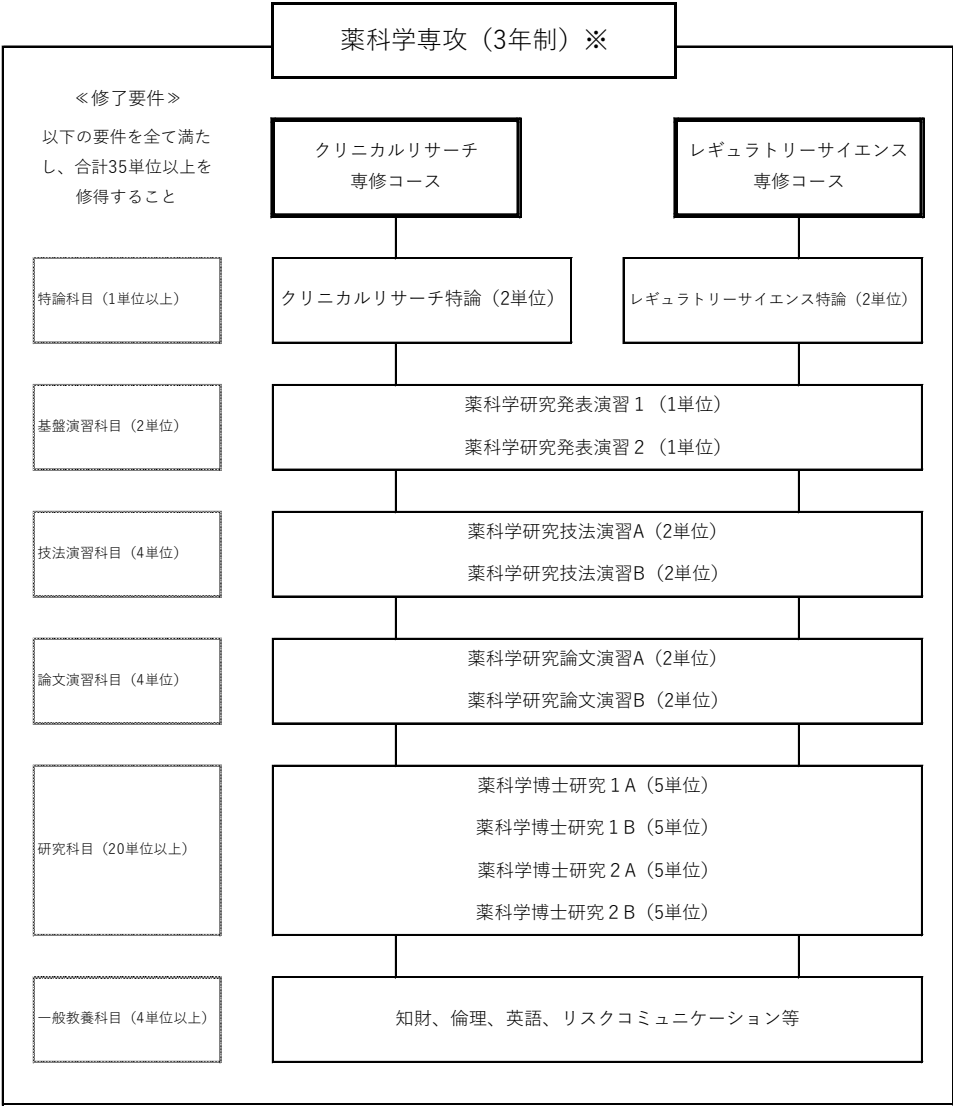 薬科学専攻（3年制）※
≪修了要件≫
以下の要件を全て満た
し、合計35単位以上を
修得すること
クリニカルリサーチ
専修コース
レギュラトリーサイエンス
専修コース
特論科目（1単位以上）
クリニカルリサーチ特論（2単位）
レギュラトリーサイエンス特論（2単位）
基盤演習科目（2単位）
薬科学研究発表演習１（1単位）
薬科学研究発表演習２（1単位）
技法演習科目（4単位）
薬科学研究技法演習A（2単位）
薬科学研究技法演習B（2単位）
論文演習科目（4単位）
薬科学研究論文演習A（2単位）
薬科学研究論文演習B（2単位）
研究科目（20単位以上）
薬科学博士研究１A（5単位）
薬科学博士研究１B（5単位）
薬科学博士研究２A（5単位）
薬科学博士研究２B（5単位）
一般教養科目（4単位以上）
知財、倫理、英語、リスクコミュニケーション等